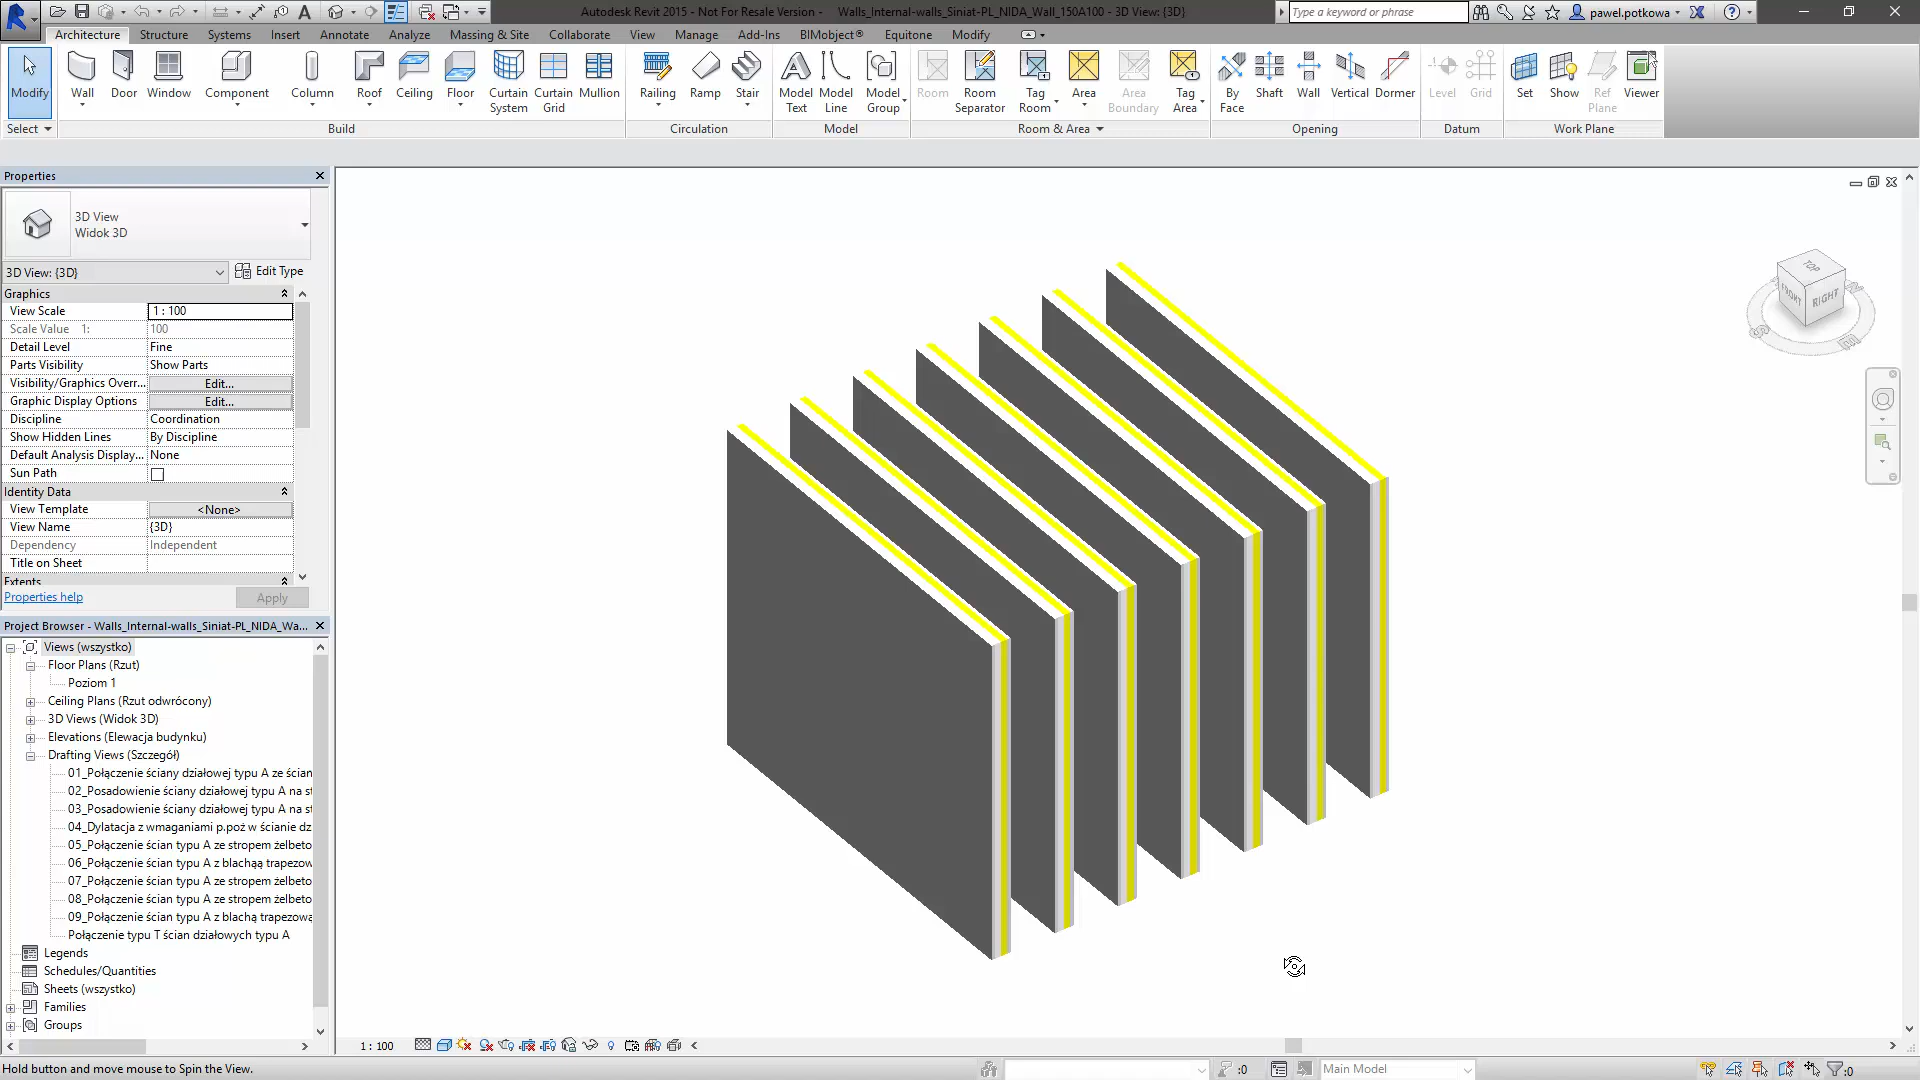 Autodesk Revit 2015 - Not For Resale Version - Walls_Internal-walls_Siniat-PL_NIDA_Wall_150A100 - 3D View: {3D}
Type a keyword or phrase
pawel.potkowa
Architecture Structure Systems Insert Annotate Analyze Massing & Site Collaborate View Manage Add-Ins BIMobject® Equitone Modify
Modify Wall Door Window Component Column Roof Ceiling Floor Curtain System Curtain Grid Mullion Railing Ramp Stair Model Text Model Line Model Group Room Room Separator Tag Room Area Area Boundary Tag Area By Face Shaft Wall Vertical Dormer Level Grid Set Show Ref Plane Viewer
Select Build Circulation Model Room & Area Opening Datum Work Plane
Properties
3D View
Widok 3D
3D View: {3D} Edit Type
Graphics
View Scale 1 : 100
Scale Value 1: 100
Detail Level Fine
Parts Visibility Show Parts
Visibility/Graphics Overr... Edit...
Graphic Display Options Edit...
Discipline Coordination
Show Hidden Lines By Discipline
Default Analysis Display... None
Sun Path
Identity Data
View Template <None>
View Name {3D}
Dependency Independent
Title on Sheet
Extents
Properties help Apply
Project Browser - Walls_Internal-walls_Siniat-PL_NIDA_Wa...
Views (wszystko)
Floor Plans (Rzut)
Poziom 1
Ceiling Plans (Rzut odwrócony)
3D Views (Widok 3D)
Elevations (Elewacja budynku)
Drafting Views (Szczegół)
01_Połączenie ściany działowej typu A ze ścian
02_Posadowienie ściany działowej typu A na st
03_Posadowienie ściany działowej typu A na st
04_Dylatacja z wmaganiami p.poż w ścianie dz
05_Połączenie ścian typu A ze stropem żelbeto
06_Połączenie ścian typu A z blachąą trapezow
07_Połączenie ścian typu A ze stropem żelbeto
08_Połączenie ścian typu A ze stropem żelbeto
09_Połączenie ścian typu A z blachą trapezową
Połączenie typu T ścian działowych typu A
Legends
Schedules/Quantities
Sheets (wszystko)
Families
Groups
TOP
FRONT
RIGHT
1 : 100
Hold button and move mouse to Spin the View.
:0
Main Model
:0